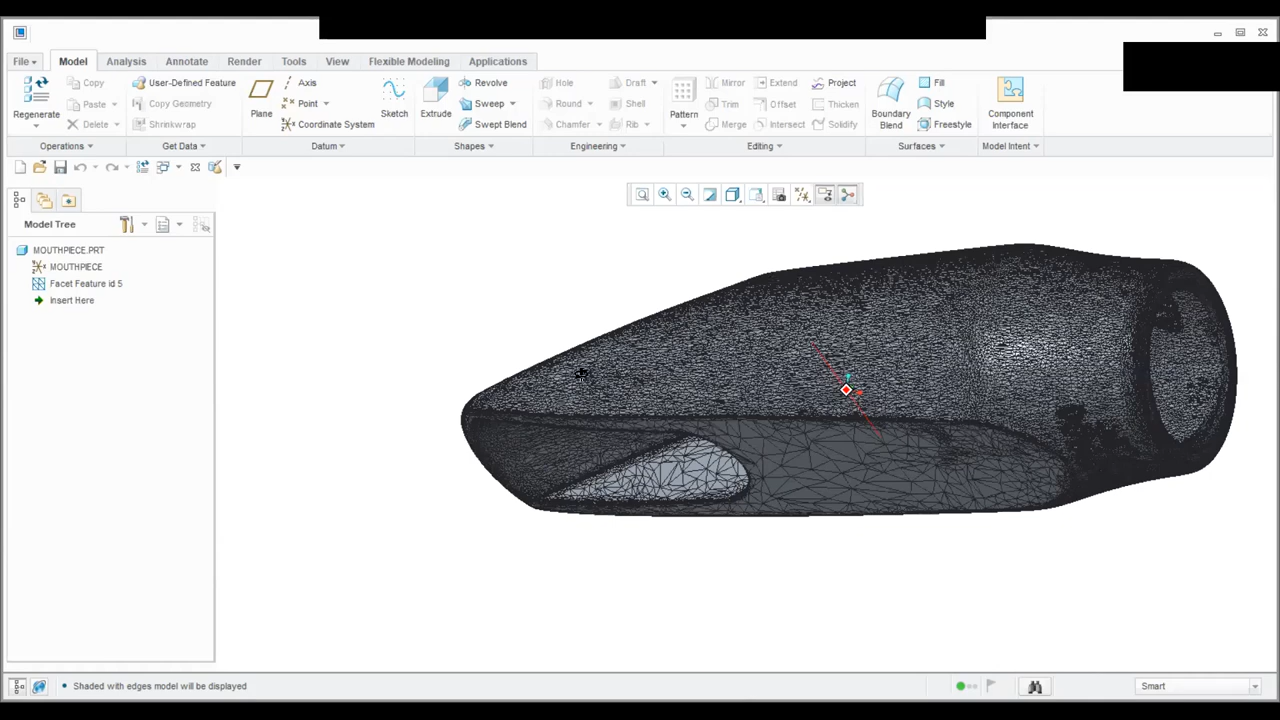 File Model Analysis Annotate Render Tools View Flexible Modeling Applications
Regenerate
Copy
Paste
Delete
Operations
User-Defined Feature
Copy Geometry
Shrinkwrap
Get Data
Plane
Axis
Point
Coordinate System
Sketch
Datum
Extrude
Revolve
Sweep
Swept Blend
Shapes
Hole
Round
Chamfer
Draft
Shell
Rib
Engineering
Pattern
Mirror
Trim
Merge
Extend
Offset
Intersect
Project
Thicken
Solidify
Editing
Boundary
Blend
Fill
Style
Freestyle
Surfaces
Component
Interface
Model Intent
Model Tree
MOUTHPIECE.PRT
MOUTHPIECE
Facet Feature id 5
Insert Here
• Shaded with edges model will be displayed
Smart